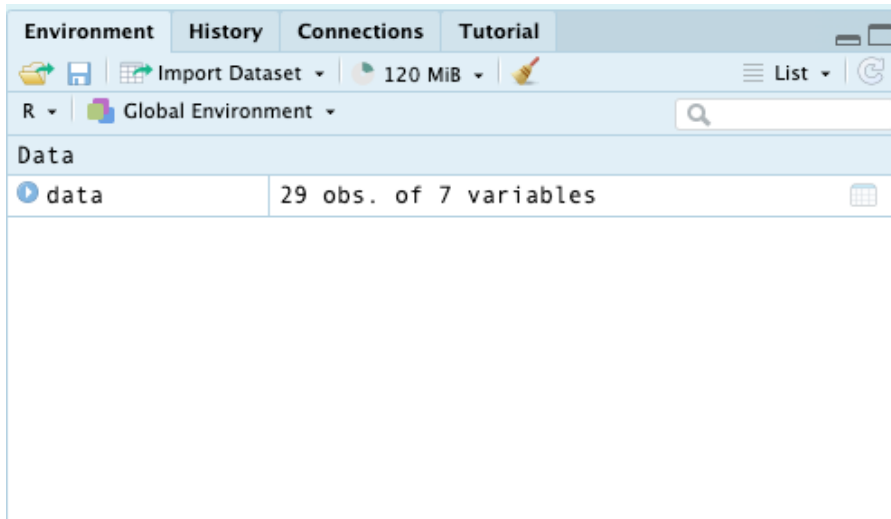 Environment History Connections Tutorial
Import Dataset 120 MiB List
R Global Environment
Data
data 29 obs. of 7 variables